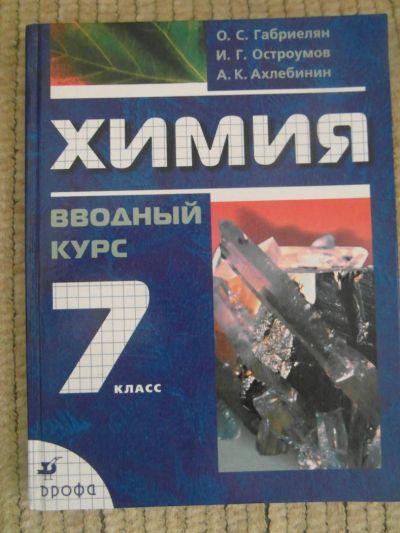 О. С. Габриелян
И. Г. Остроумов
А. К. Ахлебинин
ХИМИЯ
ВВОДНЫЙ
КУРС
7
КЛАСС
дрофа